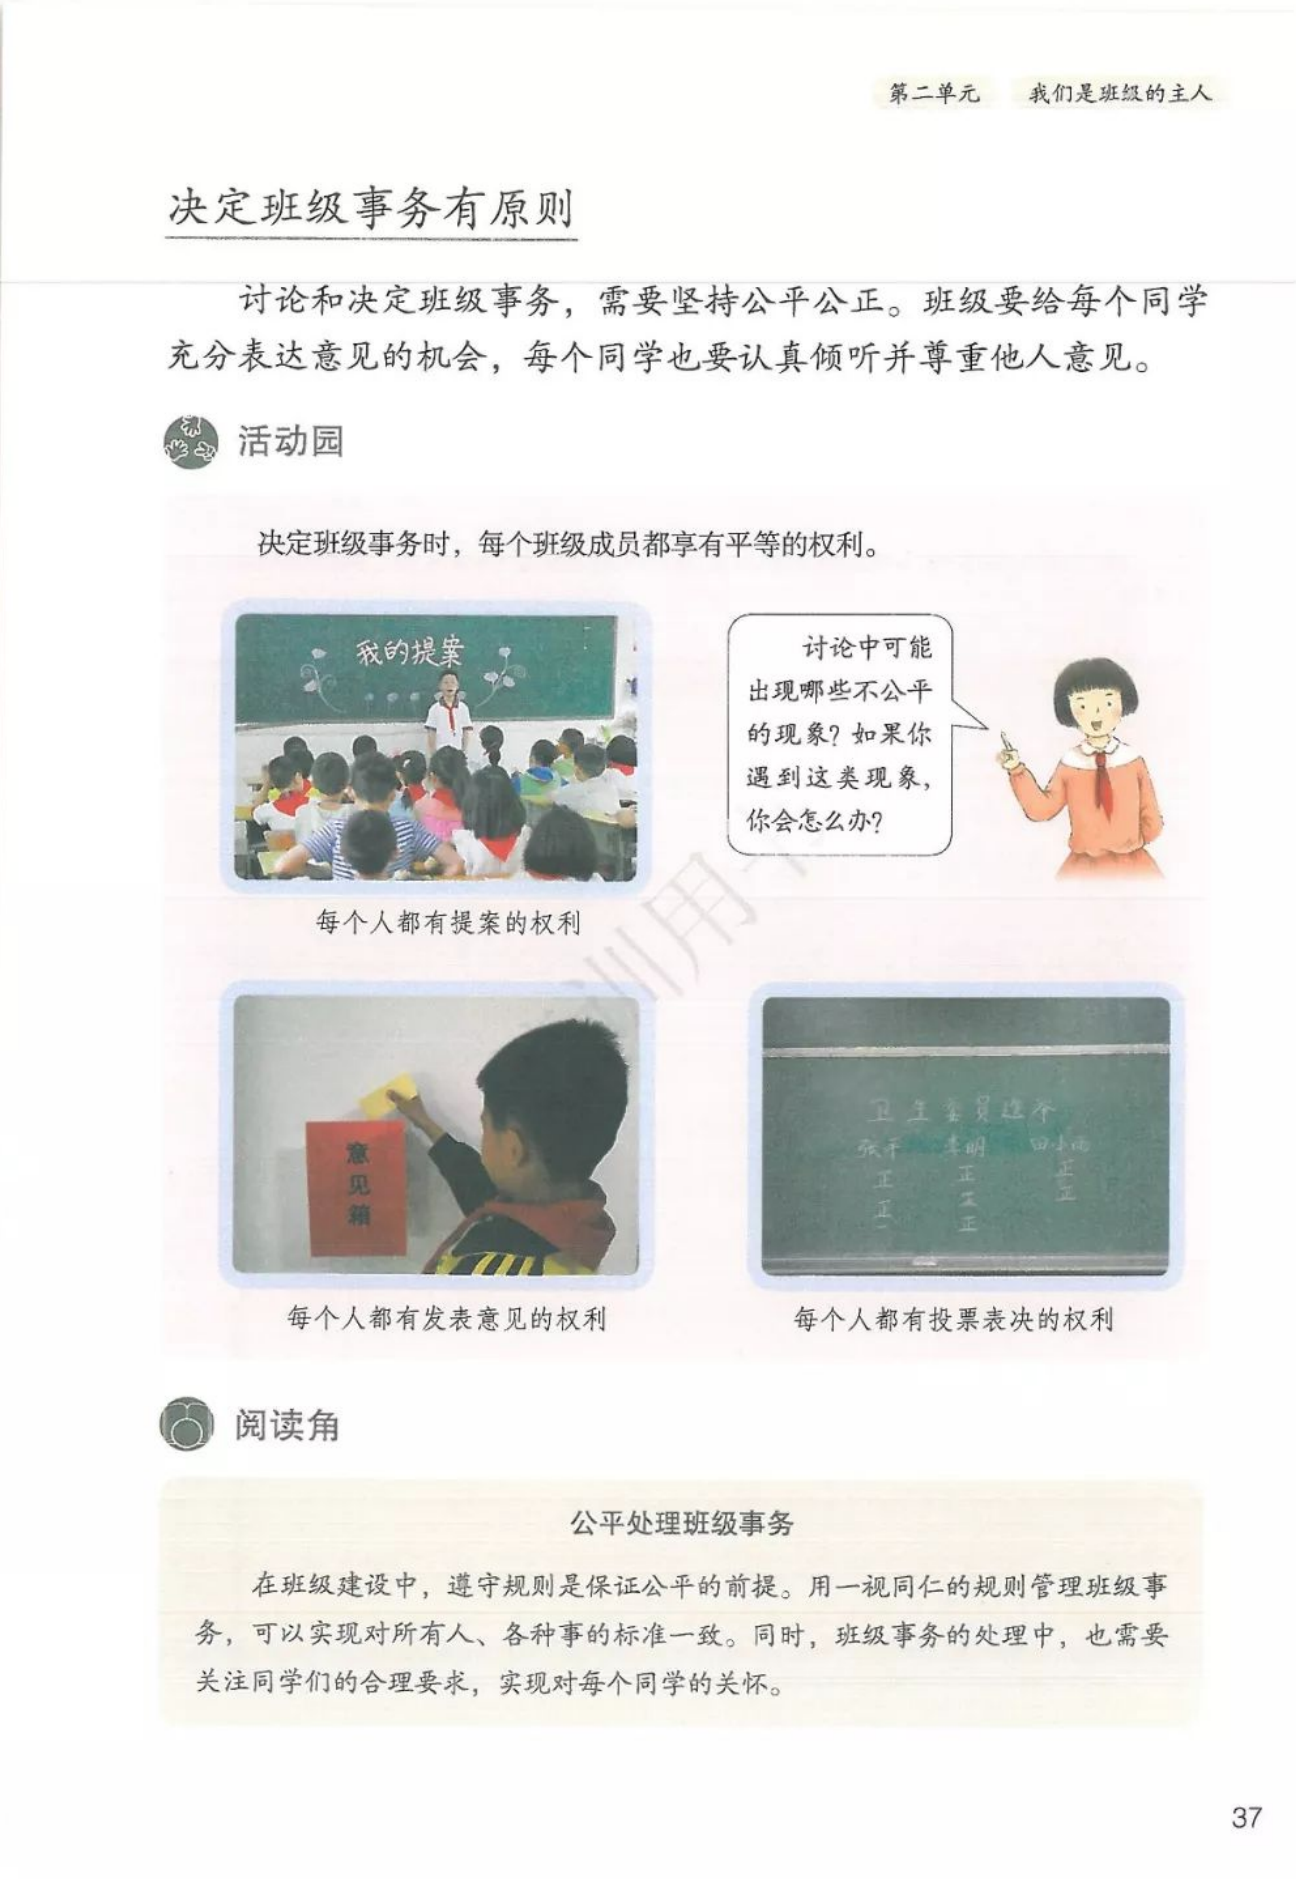 第二单元 我们是班级的主人
决定班级事务有原则
讨论和决定班级事务，需要坚持公平公正。班级要给每个同学
充分表达意见的机会，每个同学也要认真倾听并尊重他人意见。
活动园
决定班级事务时，每个班级成员都享有平等的权利。
我的提案
讨论中可能
出现哪些不公平
的现象？如果你
遇到这类现象，
你会怎么办？
每个人都有提案的权利
意
见
箱
卫生委员选举
张平 李明 田小雨
正 正 正
正 正 正
一 正
每个人都有发表意见的权利
每个人都有投票表决的权利
阅读角
公平处理班级事务
在班级建设中，遵守规则是保证公平的前提。用一视同仁的规则管理班级事
务，可以实现对所有人、各种事的标准一致。同时，班级事务的处理中，也需要
关注同学们的合理要求，实现对每个同学的关怀。
训用
37